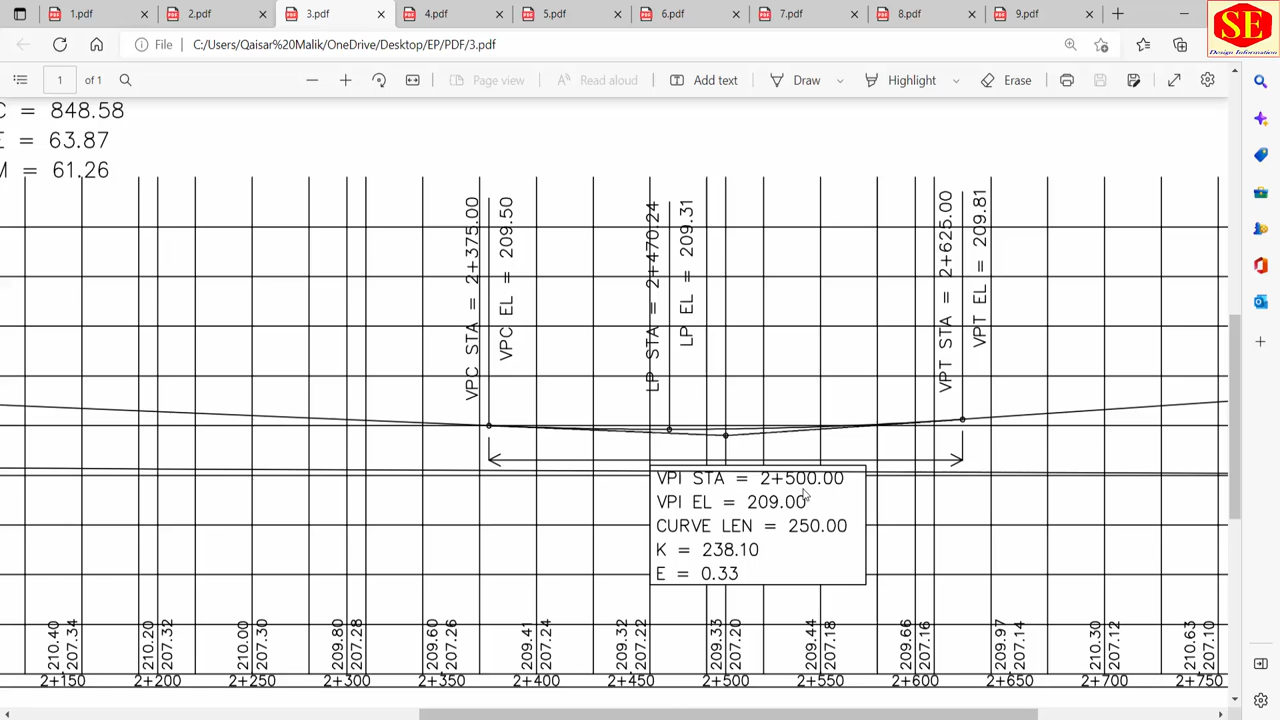 1.pdf
2.pdf
3.pdf
4.pdf
5.pdf
6.pdf
7.pdf
8.pdf
9.pdf
SE
Design Information
File
C:/Users/Qaisar%20Malik/OneDrive/Desktop/EP/PDF/3.pdf
1
of 1
Page view
Read aloud
Add text
Draw
Highlight
Erase
C = 848.58
E = 63.87
M = 61.26
VPC STA = 2+375.00
VPC EL = 209.50
LP STA = 2+470.24
LP EL = 209.31
VPT STA = 2+625.00
VPT EL = 209.81
VPI STA = 2+500.00
VPI EL = 209.00
CURVE LEN = 250.00
K = 238.10
E = 0.33
210.40
207.34
210.20
207.32
210.00
207.30
209.80
207.28
209.60
207.26
209.41
207.24
209.32
207.22
209.33
207.20
209.44
207.18
209.66
207.16
209.97
207.14
210.30
207.12
210.63
207.10
2+150
2+200
2+250
2+300
2+350
2+400
2+450
2+500
2+550
2+600
2+650
2+700
2+750